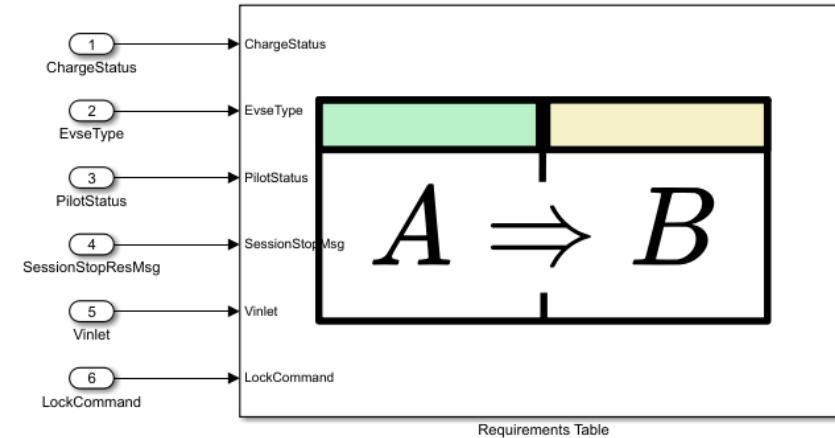 1
ChargeStatus
ChargeStatus
2
EvseType
EvseType
3
PilotStatus
PilotStatus
4
SessionStopResMsg
SessionStopMsg
5
Vinlet
Vinlet
6
LockCommand
LockCommand
A ⇒ B
Requirements Table